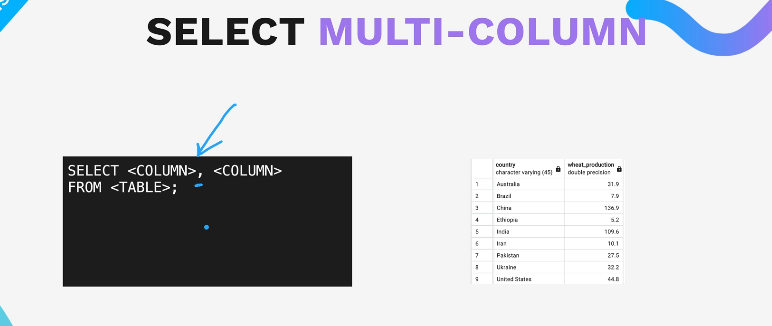 SELECT MULTI-COLUMN
SELECT <COLUMN>, <COLUMN>
FROM <TABLE>;
country wheat_production
character varying (45) double precision
1 Australia 31.9
2 Brazil 7.9
3 China 136.9
4 Ethiopia 5.2
5 India 109.6
6 Iran 10.1
7 Pakistan 27.5
8 Ukraine 32.2
9 United States 44.8